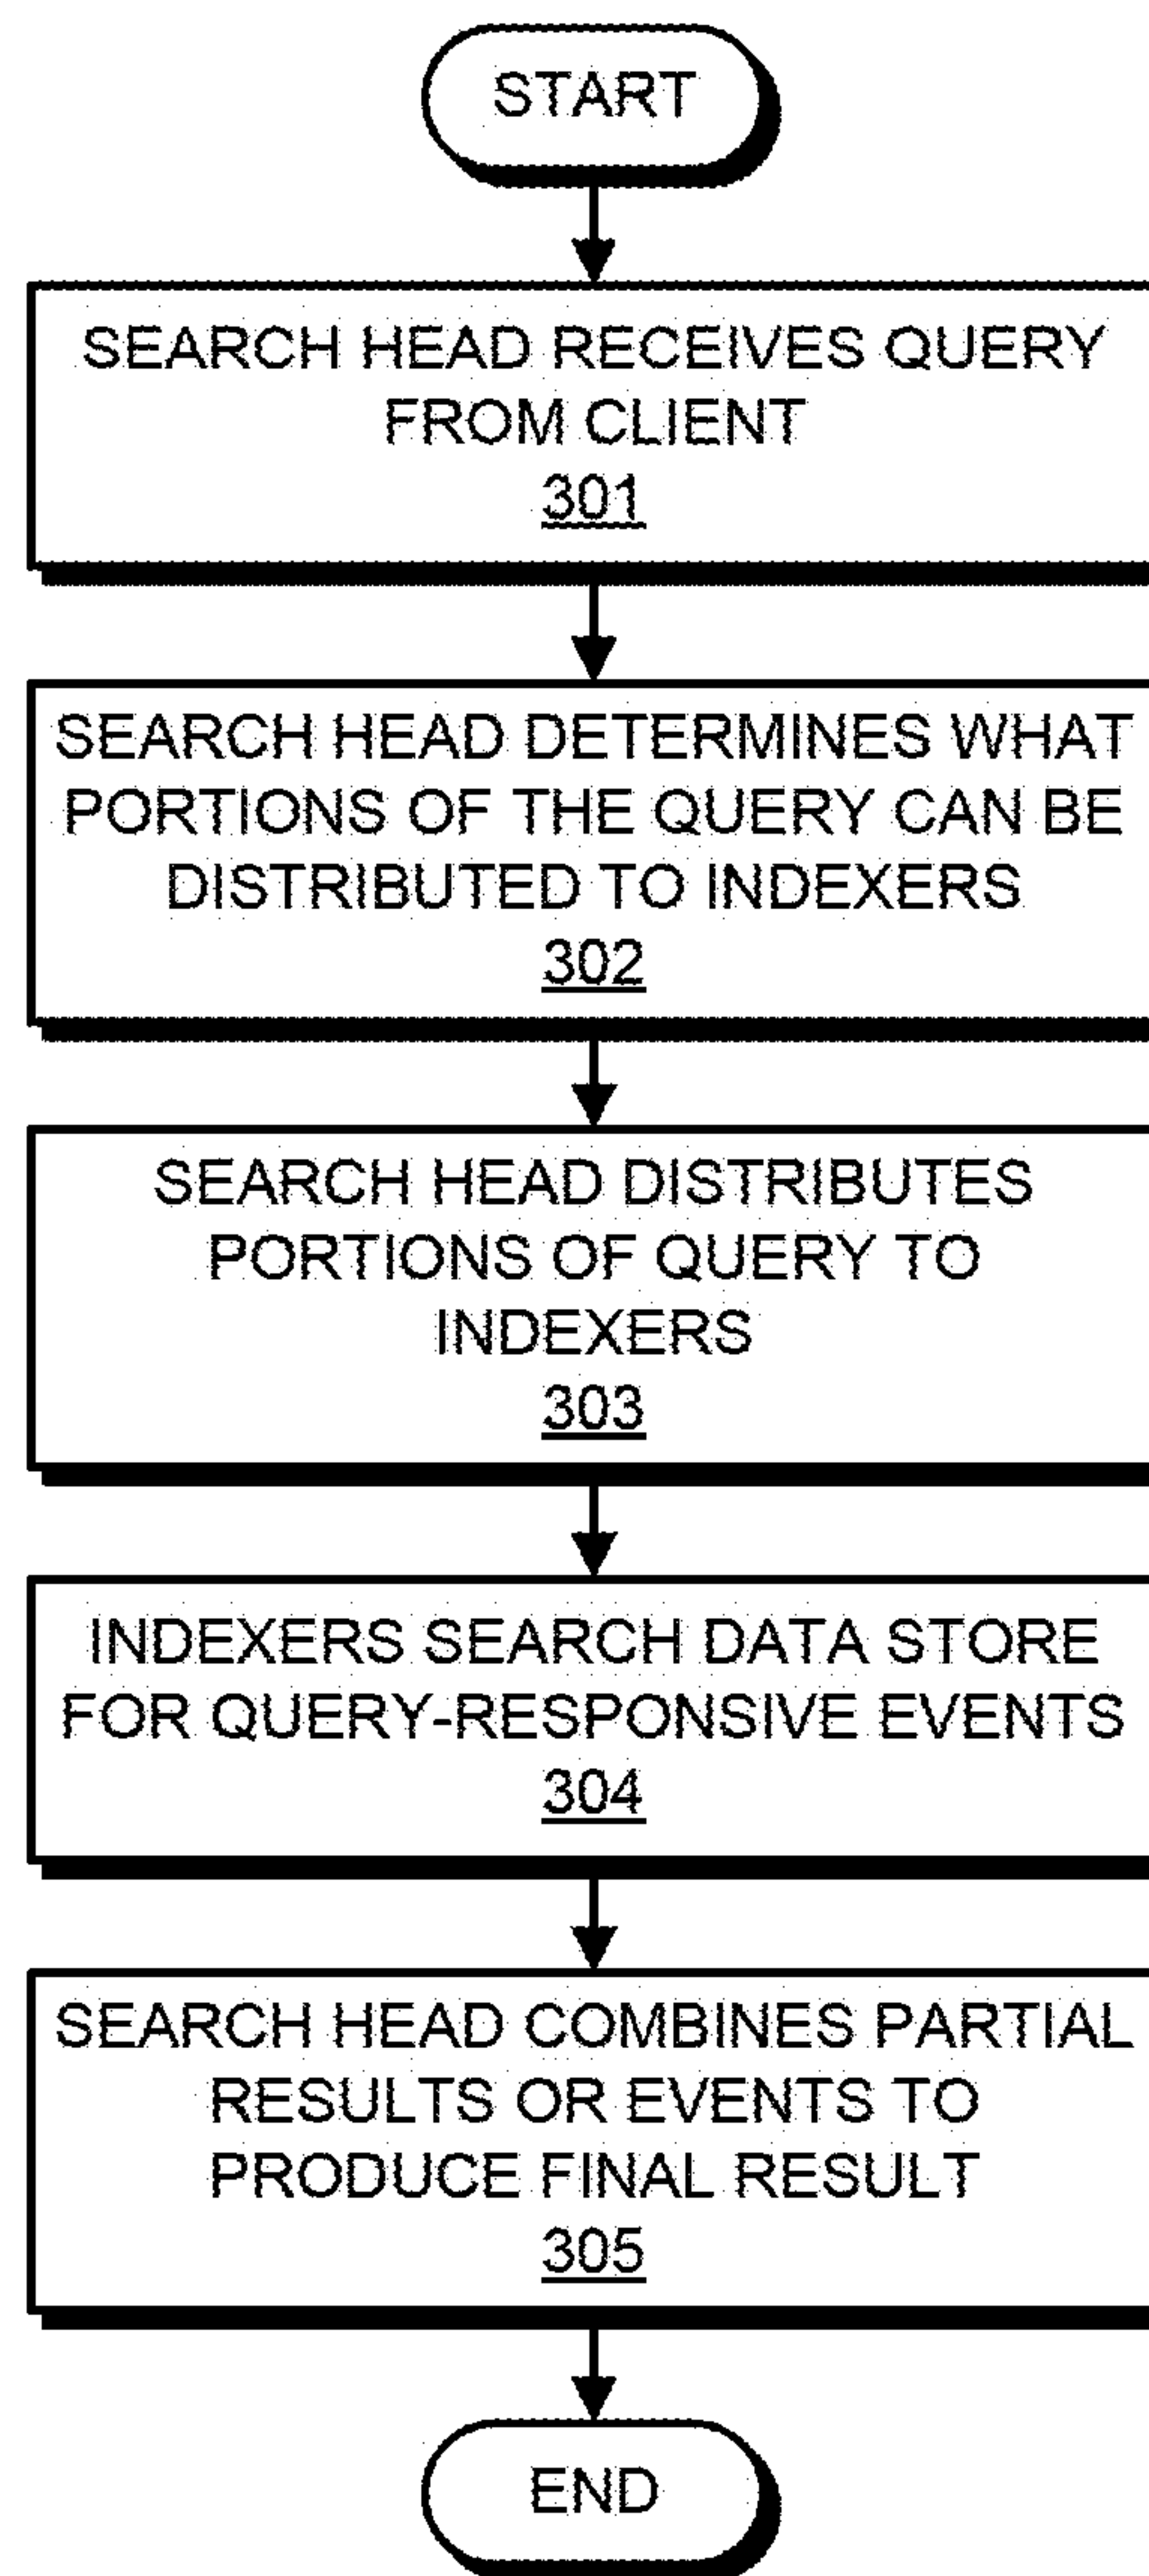 START
SEARCH HEAD RECEIVES QUERY
FROM CLIENT
301
SEARCH HEAD DETERMINES WHAT
PORTIONS OF THE QUERY CAN BE
DISTRIBUTED TO INDEXERS
302
SEARCH HEAD DISTRIBUTES
PORTIONS OF QUERY TO
INDEXERS
303
INDEXERS SEARCH DATA STORE
FOR QUERY-RESPONSIVE EVENTS
304
SEARCH HEAD COMBINES PARTIAL
RESULTS OR EVENTS TO
PRODUCE FINAL RESULT
305
END